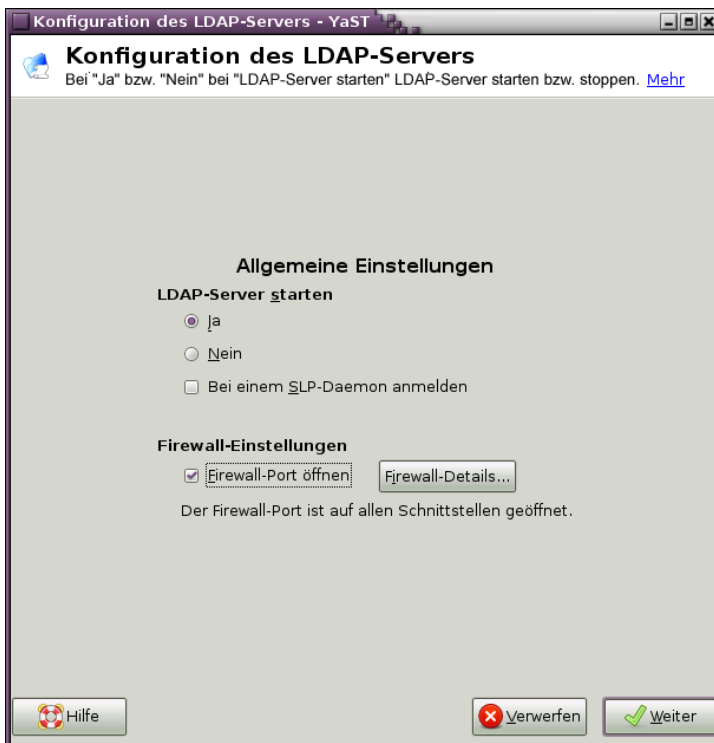 Konfiguration des LDAP-Servers - YaST
Konfiguration des LDAP-Servers
Bei "Ja" bzw. "Nein" bei "LDAP-Server starten" LDAP-Server starten bzw. stoppen. Mehr
Allgemeine Einstellungen
LDAP-Server starten
Ja
Nein
Bei einem SLP-Daemon anmelden
Firewall-Einstellungen
Firewall-Port öffnen Firewall-Details...
Der Firewall-Port ist auf allen Schnittstellen geöffnet.
Hilfe Verwerfen Weiter